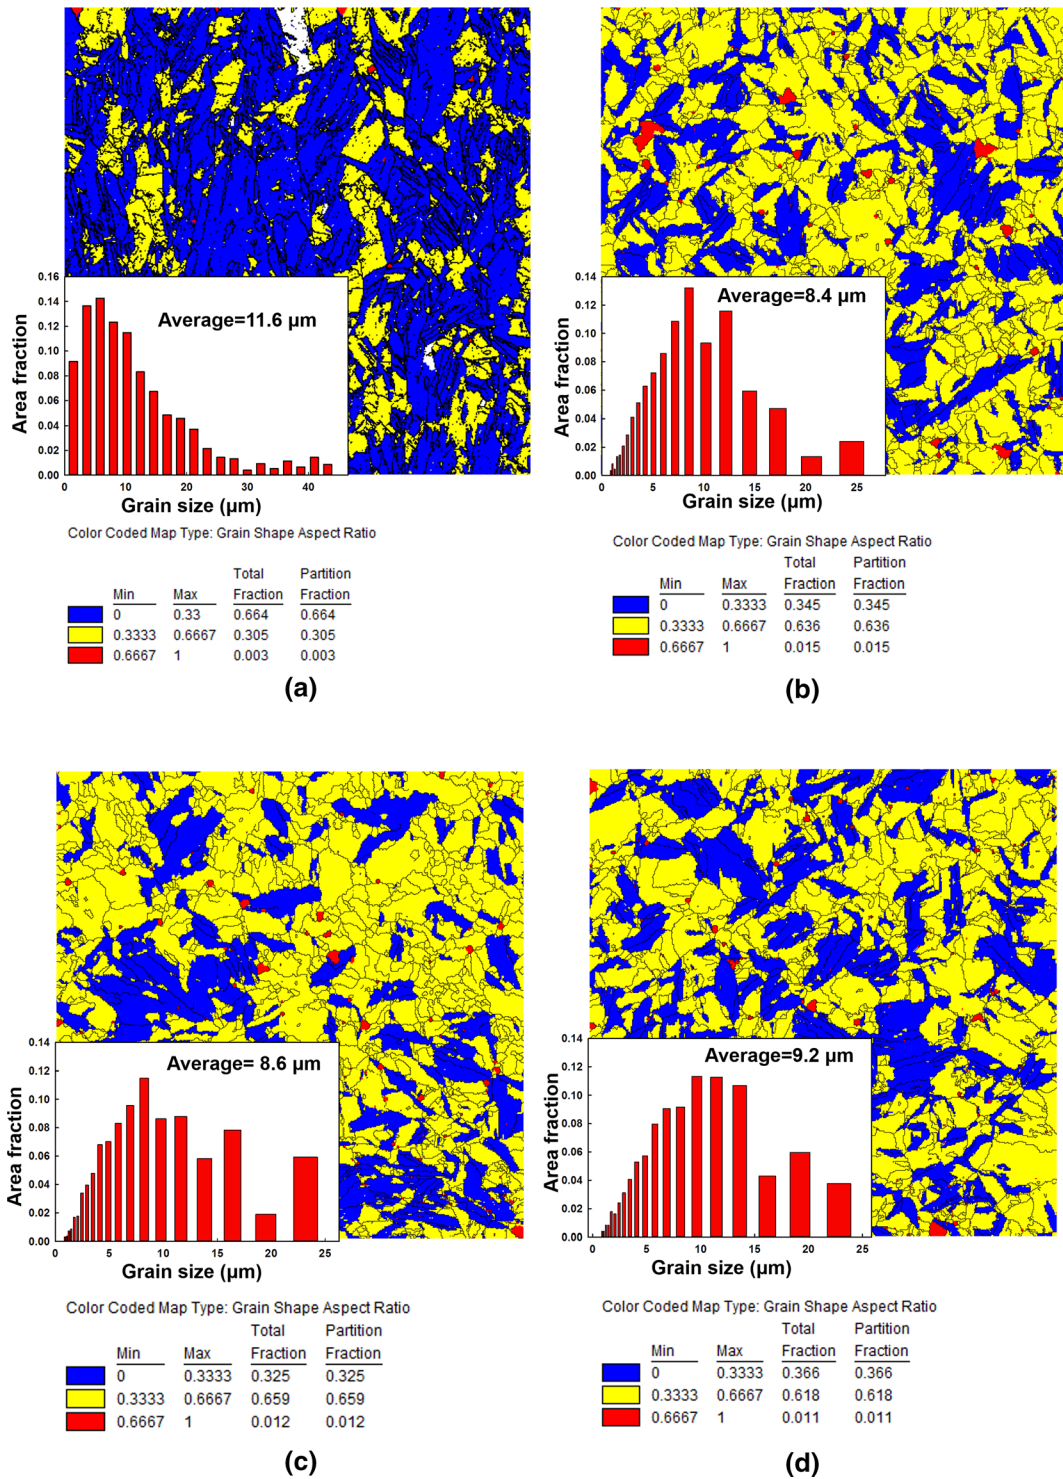 0.16
0.14
0.12
0.10
0.08
0.06
0.04
0.02
0.00
Area fraction
Average=11.6 µm
0 10 20 30 40
Grain size (µm)
Color Coded Map Type: Grain Shape Aspect Ratio
Total Partition
Min Max Fraction Fraction
0 0.33 0.664 0.664
0.3333 0.6667 0.305 0.305
0.6667 1 0.003 0.003
(a)
0.14
0.12
0.10
0.08
0.06
0.04
0.02
0.00
Area fraction
Average=8.4 µm
0 5 10 15 20 25
Grain size (µm)
Color Coded Map Type: Grain Shape Aspect Ratio
Total Partition
Min Max Fraction Fraction
0 0.3333 0.345 0.345
0.3333 0.6667 0.636 0.636
0.6667 1 0.015 0.015
(b)
0.14
0.12
0.10
0.08
0.06
0.04
0.02
0.00
Area fraction
Average= 8.6 µm
0 5 10 15 20 25
Grain size (µm)
Color Coded Map Type: Grain Shape Aspect Ratio
Total Partition
Min Max Fraction Fraction
0 0.3333 0.325 0.325
0.3333 0.6667 0.659 0.659
0.6667 1 0.012 0.012
(c)
0.14
0.12
0.10
0.08
0.06
0.04
0.02
0.00
Area fraction
Average=9.2 µm
0 5 10 15 20 25
Grain size (µm)
Color Coded Map Type: Grain Shape Aspect Ratio
Total Partition
Min Max Fraction Fraction
0 0.3333 0.366 0.366
0.3333 0.6667 0.618 0.618
0.6667 1 0.011 0.011
(d)